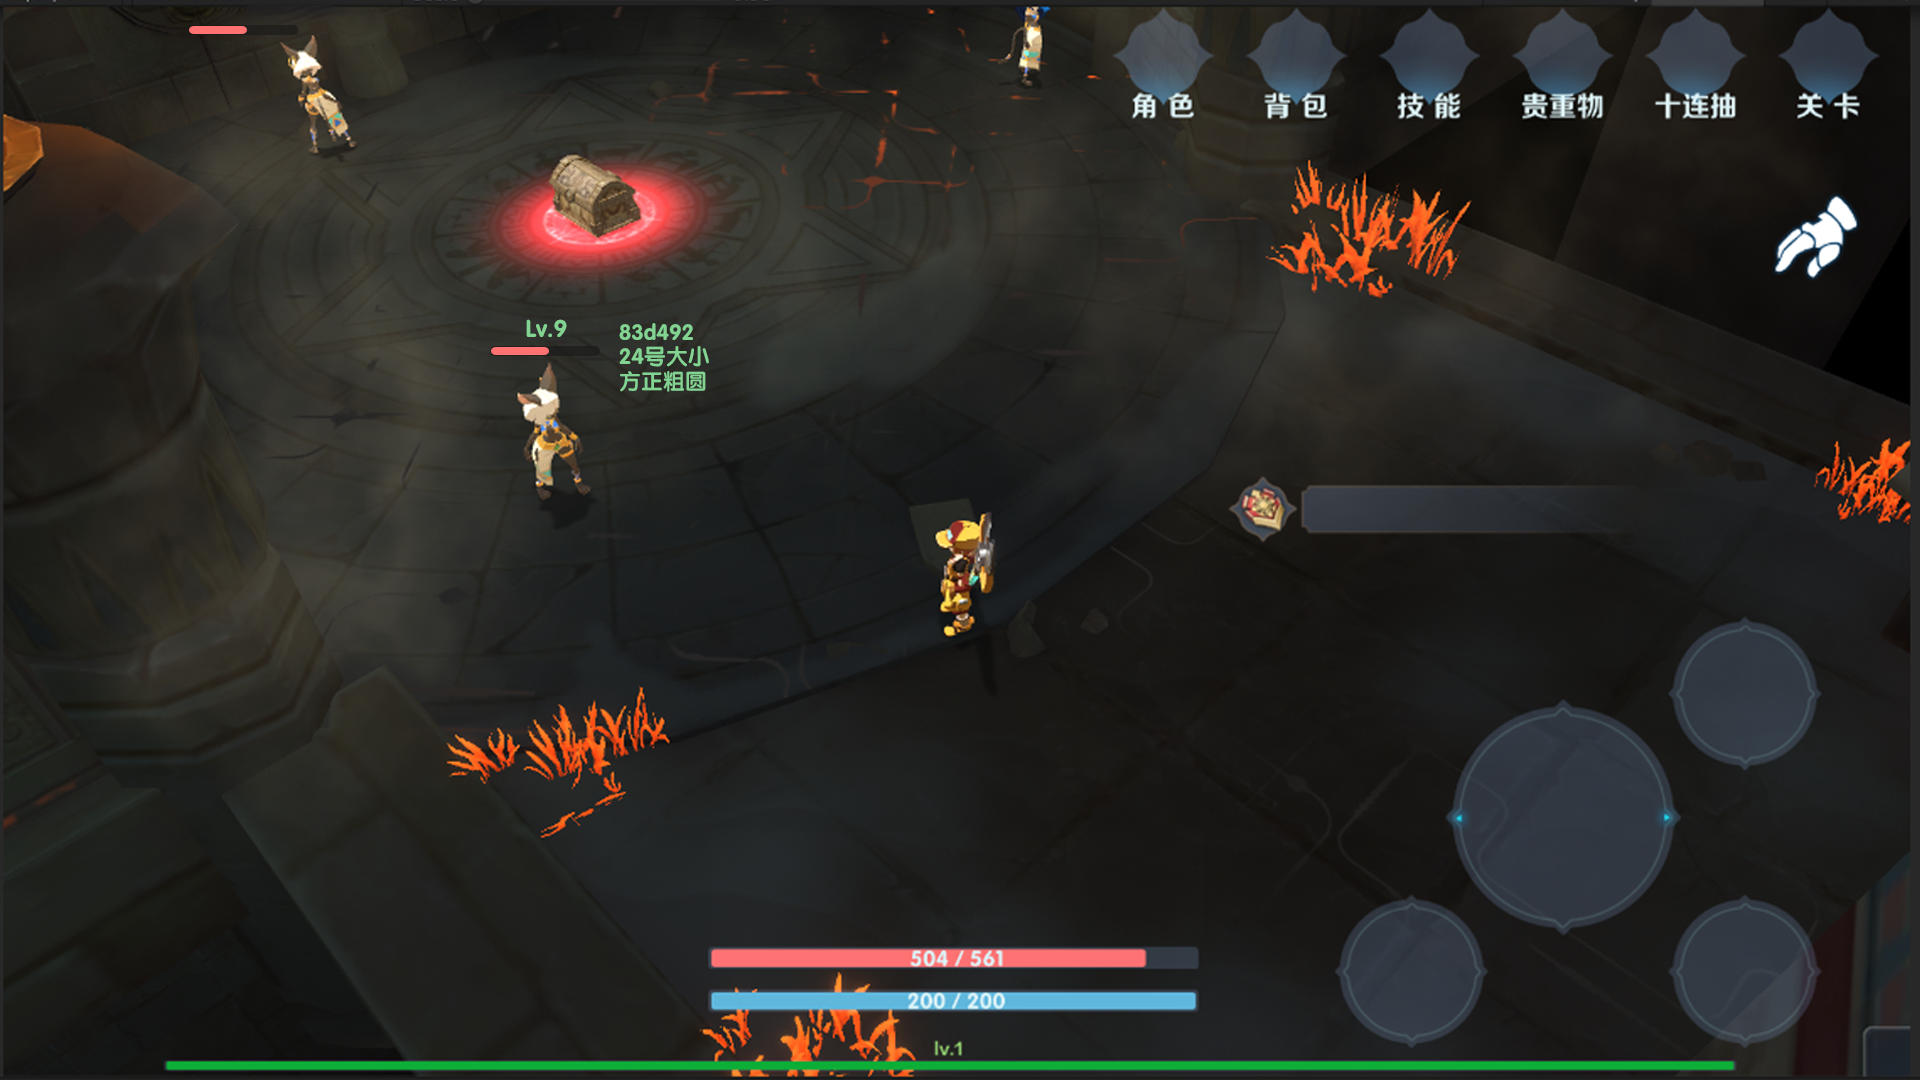 角色
背包
技能
贵重物
十连抽
关卡
Lv.9
83d492
24号大小
方正粗圆
504 / 561
200 / 200
lv.1